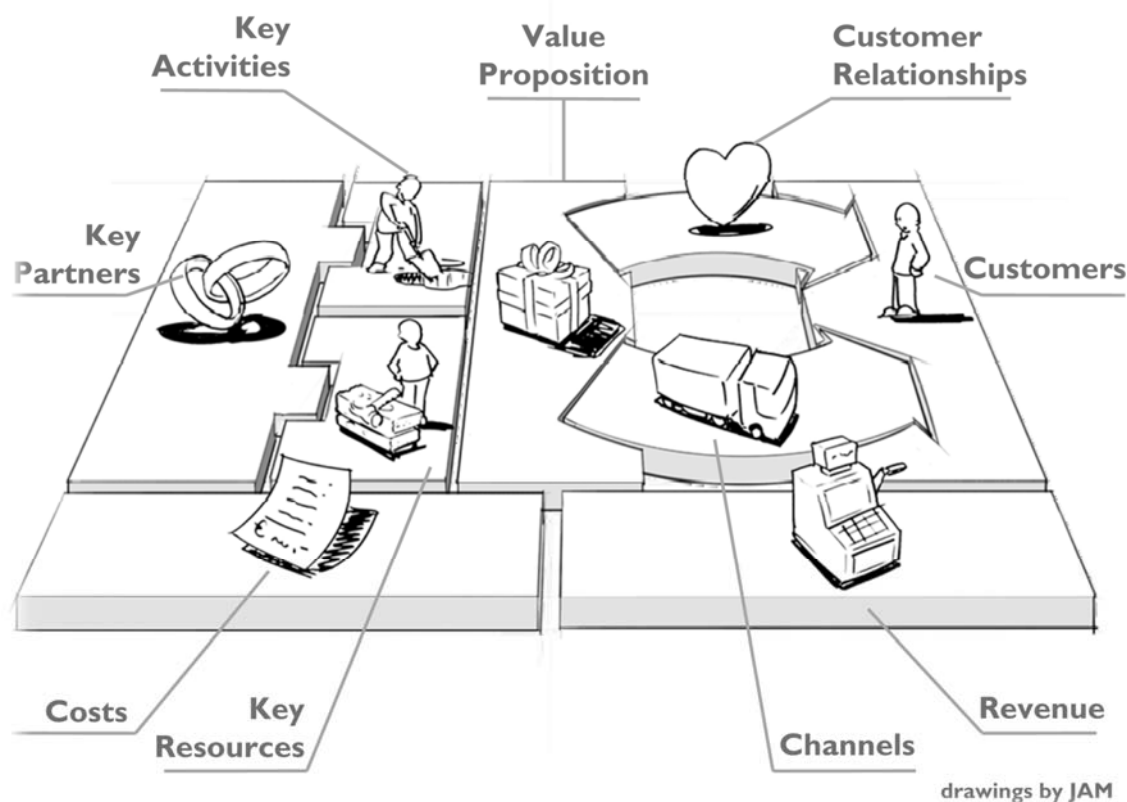 Key
Activities
Value
Proposition
Customer
Relationships
Key
Partners
Customers
Costs
Key
Resources
Channels
Revenue
drawings by JAM